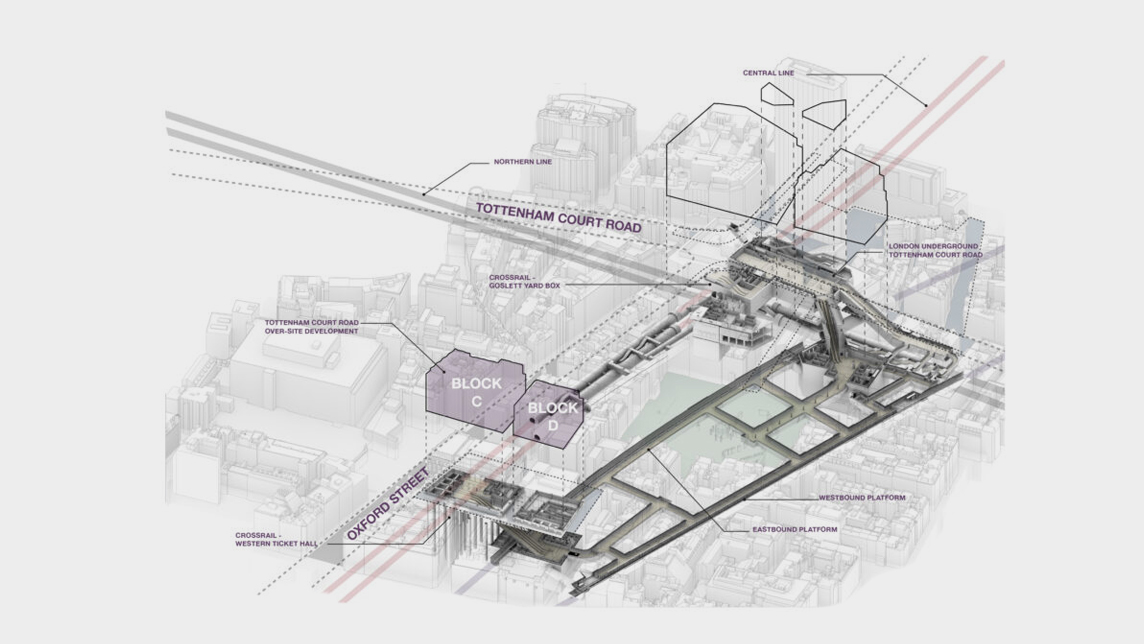 CENTRAL LINE
NORTHERN LINE
TOTTENHAM COURT ROAD
LONDON UNDERGROUND
TOTTENHAM COURT ROAD
CROSSRAIL -
GOSLETT YARD BOX
TOTTENHAM COURT ROAD
OVER-SITE DEVELOPMENT
BLOCK
C
BLOCK
D
OXFORD STREET
WESTBOUND PLATFORM
EASTBOUND PLATFORM
CROSSRAIL -
WESTERN TICKET HALL